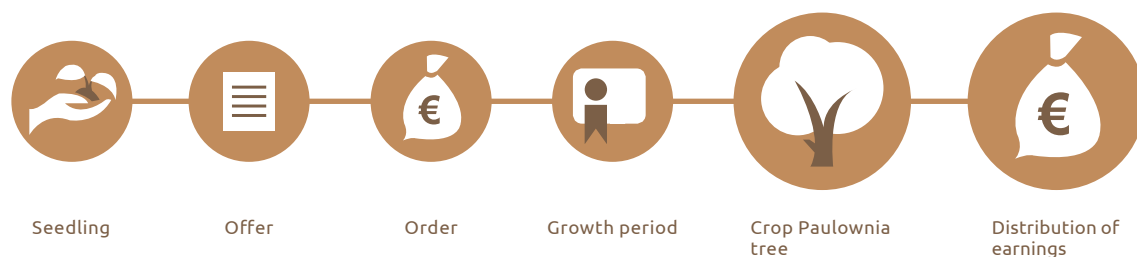 €
€
Seedling
Offer
Order
Growth period
Crop Paulownia
tree
Distribution of
earnings